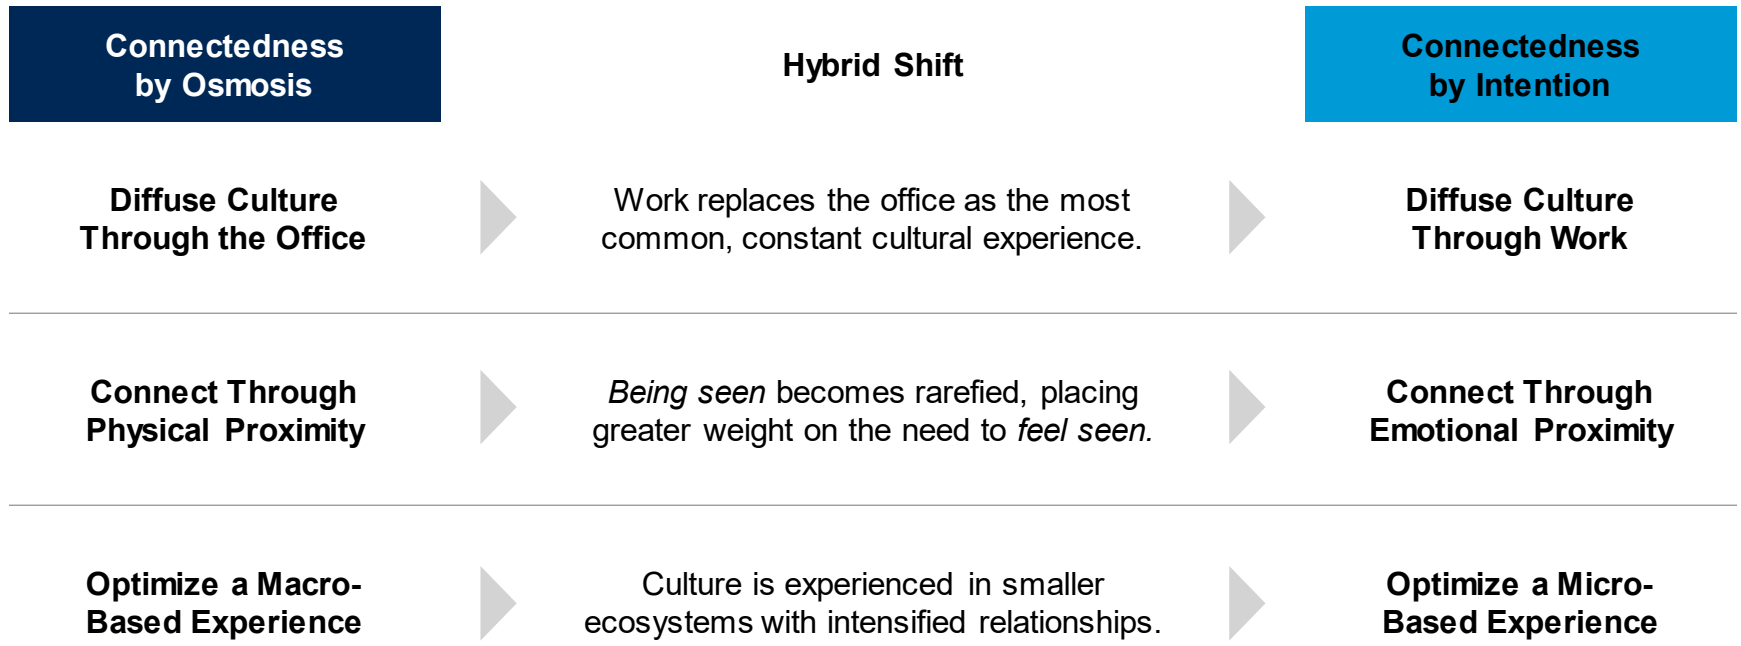 Connectedness
by Osmosis
Hybrid Shift
Connectedness
by Intention
Diffuse Culture
Through the Office
Work replaces the office as the most
common, constant cultural experience.
Diffuse Culture
Through Work
Connect Through
Physical Proximity
Being seen becomes rarefied, placing
greater weight on the need to feel seen.
Connect Through
Emotional Proximity
Optimize a Macro-
Based Experience
Culture is experienced in smaller
ecosystems with intensified relationships.
Optimize a Micro-
Based Experience